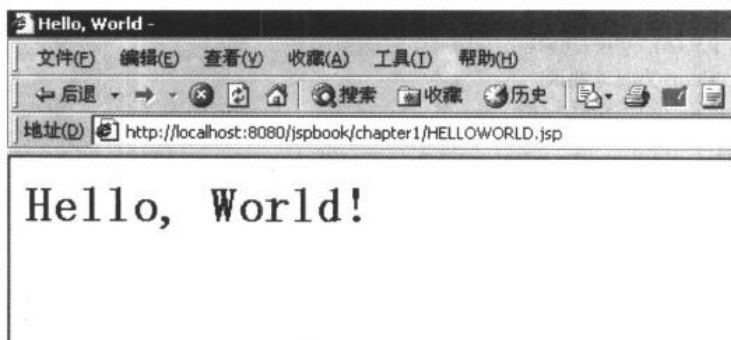 Hello, World -
文件(F) 编辑(E) 查看(V) 收藏(A) 工具(T) 帮助(H)
后退 搜索 收藏 历史
地址(D) http://localhost:8080/jspbook/chapter1/HELLOWORLD.jsp
Hello, World!